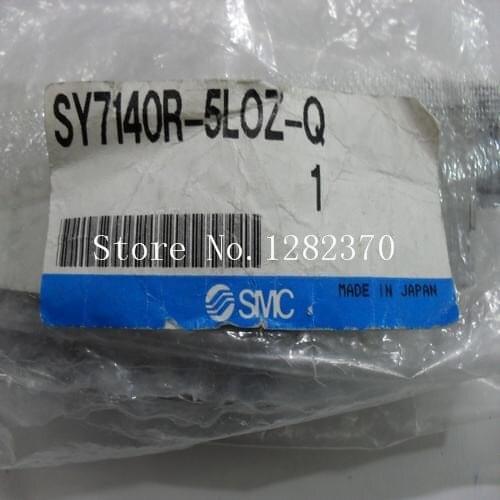 SY7140R-5LOZ-Q
1
Store No. 1282370
SMC
MADE IN JAPAN